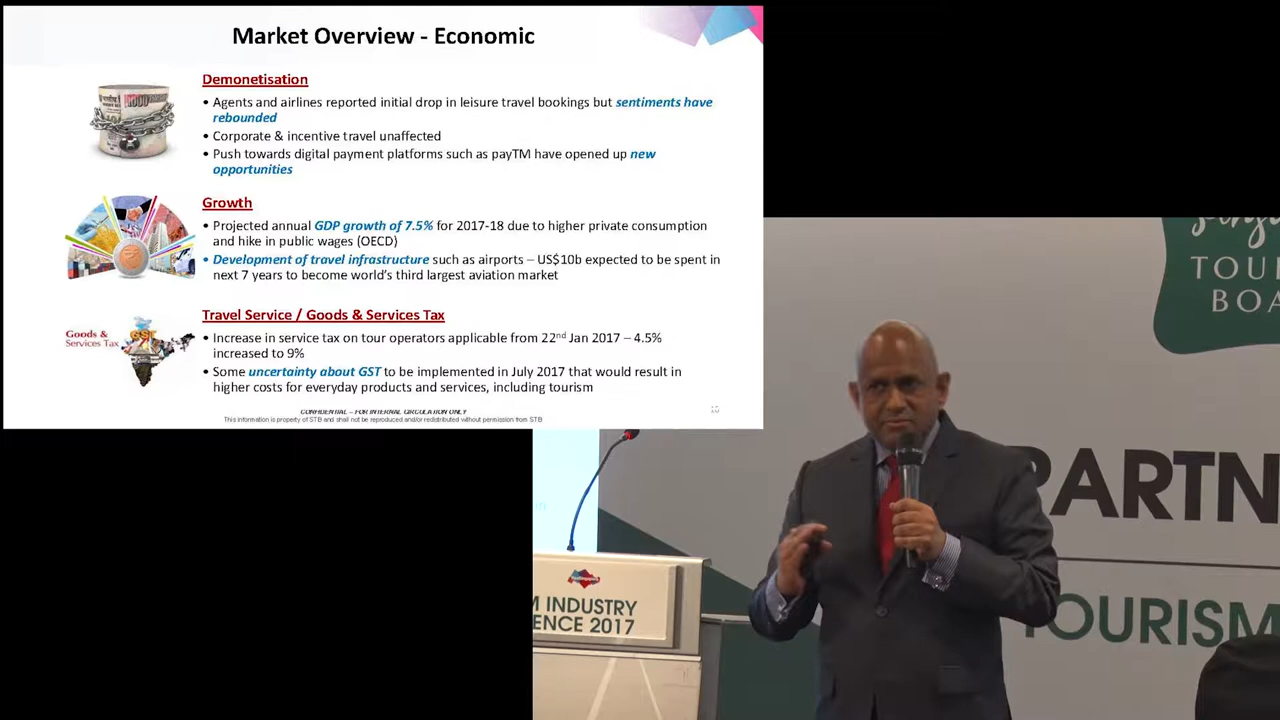 Market Overview - Economic
Demonetisation
• Agents and airlines reported initial drop in leisure travel bookings but sentiments have
rebounded
• Corporate & incentive travel unaffected
• Push towards digital payment platforms such as payTM have opened up new
opportunities
Growth
• Projected annual GDP growth of 7.5% for 2017-18 due to higher private consumption
and hike in public wages (OECD)
• Development of travel infrastructure such as airports – US$10b expected to be spent in
next 7 years to become world's third largest aviation market
Goods &
Services Tax
GST
Travel Service / Goods & Services Tax
• Increase in service tax on tour operators applicable from 22nd Jan 2017 – 4.5%
increased to 9%
• Some uncertainty about GST to be implemented in July 2017 that would result in
higher costs for everyday products and services, including tourism
CONFIDENTIAL – FOR INTERNAL CIRCULATION ONLY
This information is property of STB and shall not be reproduced and/or redistributed without permission from STB
TOU
BOA
PARTN
TOURISM
M INDUSTRY
ENCE 2017